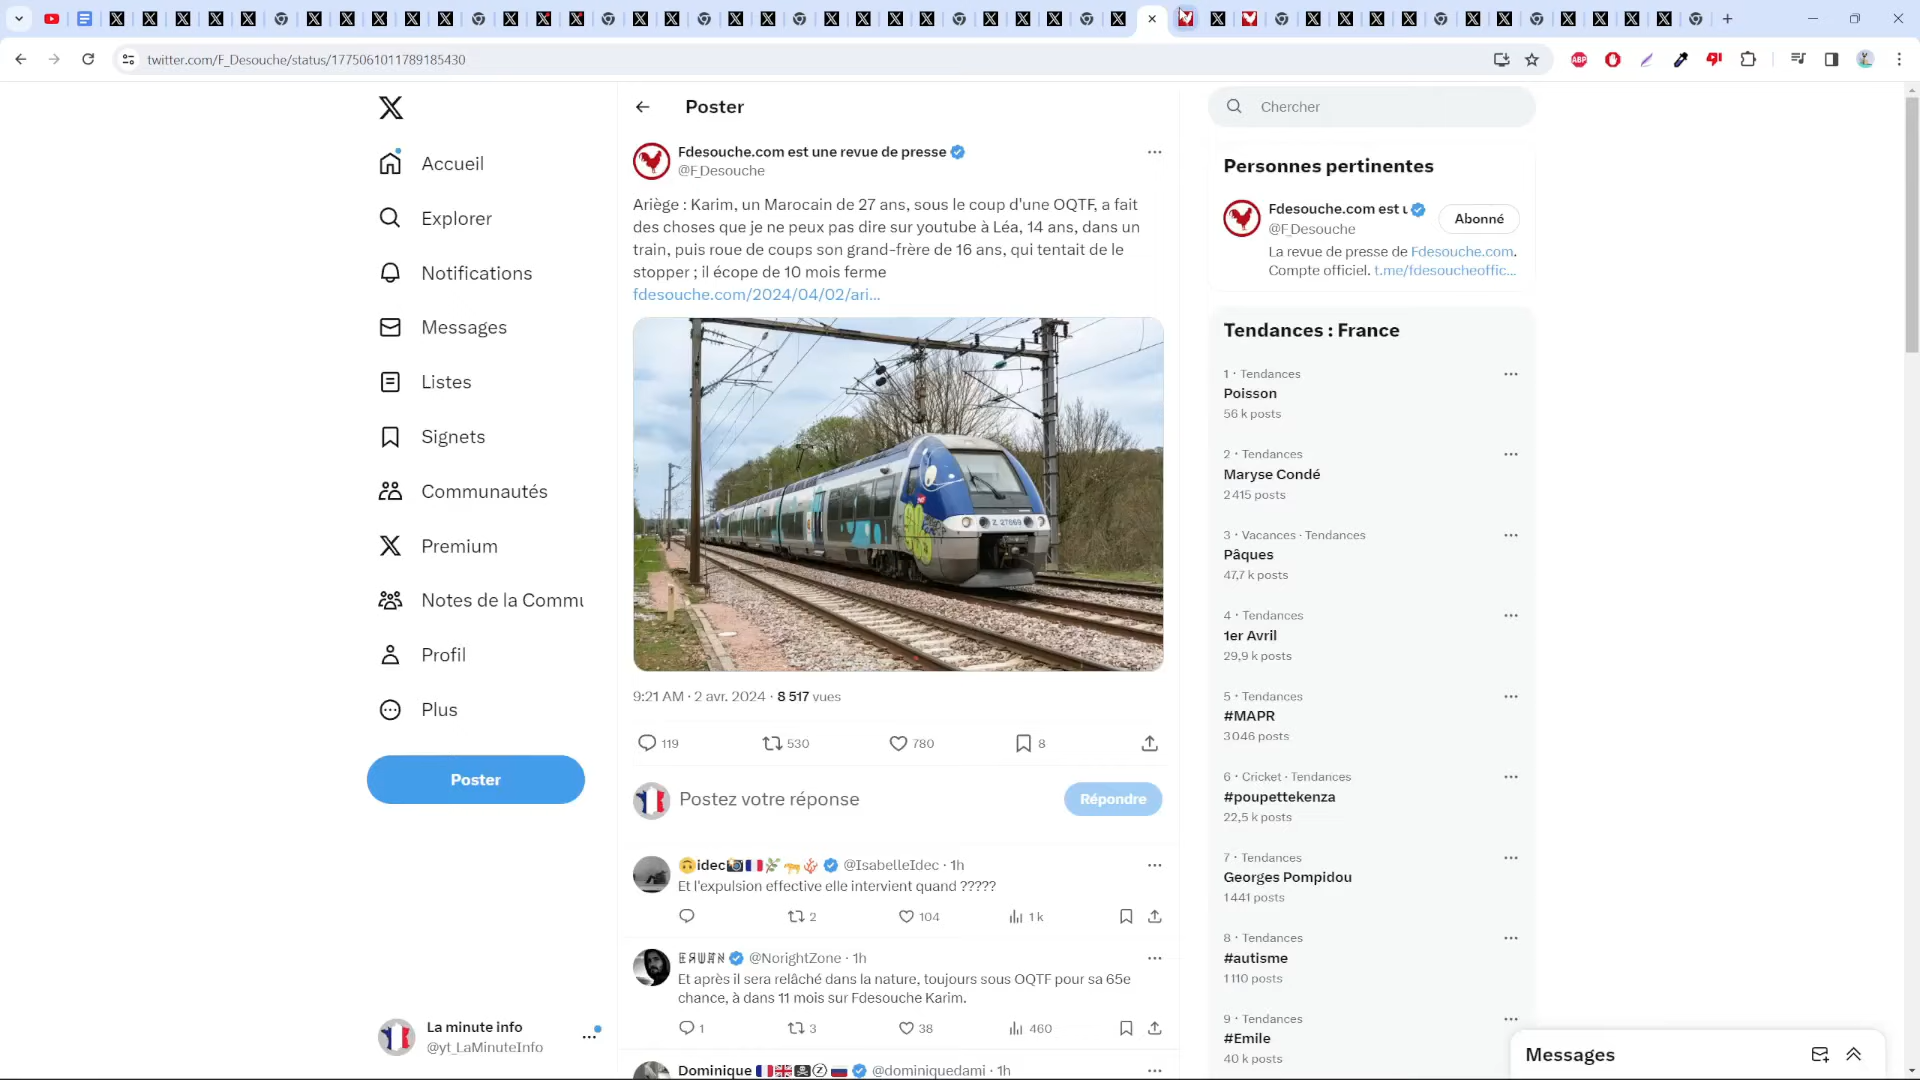 twitter.com/F_Desouche/status/1775061011789185430
Poster
Chercher
Accueil
Explorer
Notifications
Messages
Listes
Signets
Communautés
Premium
Notes de la Commu
Profil
Plus
Poster
La minute info
@yt_LaMinuteInfo
Fdesouche.com est une revue de presse
@F_Desouche
Ariège : Karim, un Marocain de 27 ans, sous le coup d'une OQTF, a fait
des choses que je ne peux pas dire sur youtube à Léa, 14 ans, dans un
train, puis roue de coups son grand-frère de 16 ans, qui tentait de le
stopper ; il écope de 10 mois ferme
fdesouche.com/2024/04/02/ari...
Z 27869
9:21 AM · 2 avr. 2024 · 8 517 vues
119 530 780 8
Postez votre réponse
Répondre
idec @IsabelleIdec · 1h
Et l'expulsion effective elle intervient quand ?????
2 104 1 k
@NorightZone · 1h
Et après il sera relâché dans la nature, toujours sous OQTF pour sa 65e
chance, à dans 11 mois sur Fdesouche Karim.
1 3 38 460
Dominique @dominiquedami · 1h
Personnes pertinentes
Fdesouche.com est u
@F_Desouche
Abonné
La revue de presse de Fdesouche.com.
Compte officiel. t.me/fdesoucheoffic...
Tendances : France
1 · Tendances
Poisson
56 k posts
2 · Tendances
Maryse Condé
2 415 posts
3 · Vacances · Tendances
Pâques
47,7 k posts
4 · Tendances
1er Avril
29,9 k posts
5 · Tendances
#MAPR
3 046 posts
6 · Cricket · Tendances
#poupettekenza
22,5 k posts
7 · Tendances
Georges Pompidou
1 441 posts
8 · Tendances
#autisme
1 110 posts
9 · Tendances
#Emile
40 k posts
Messages